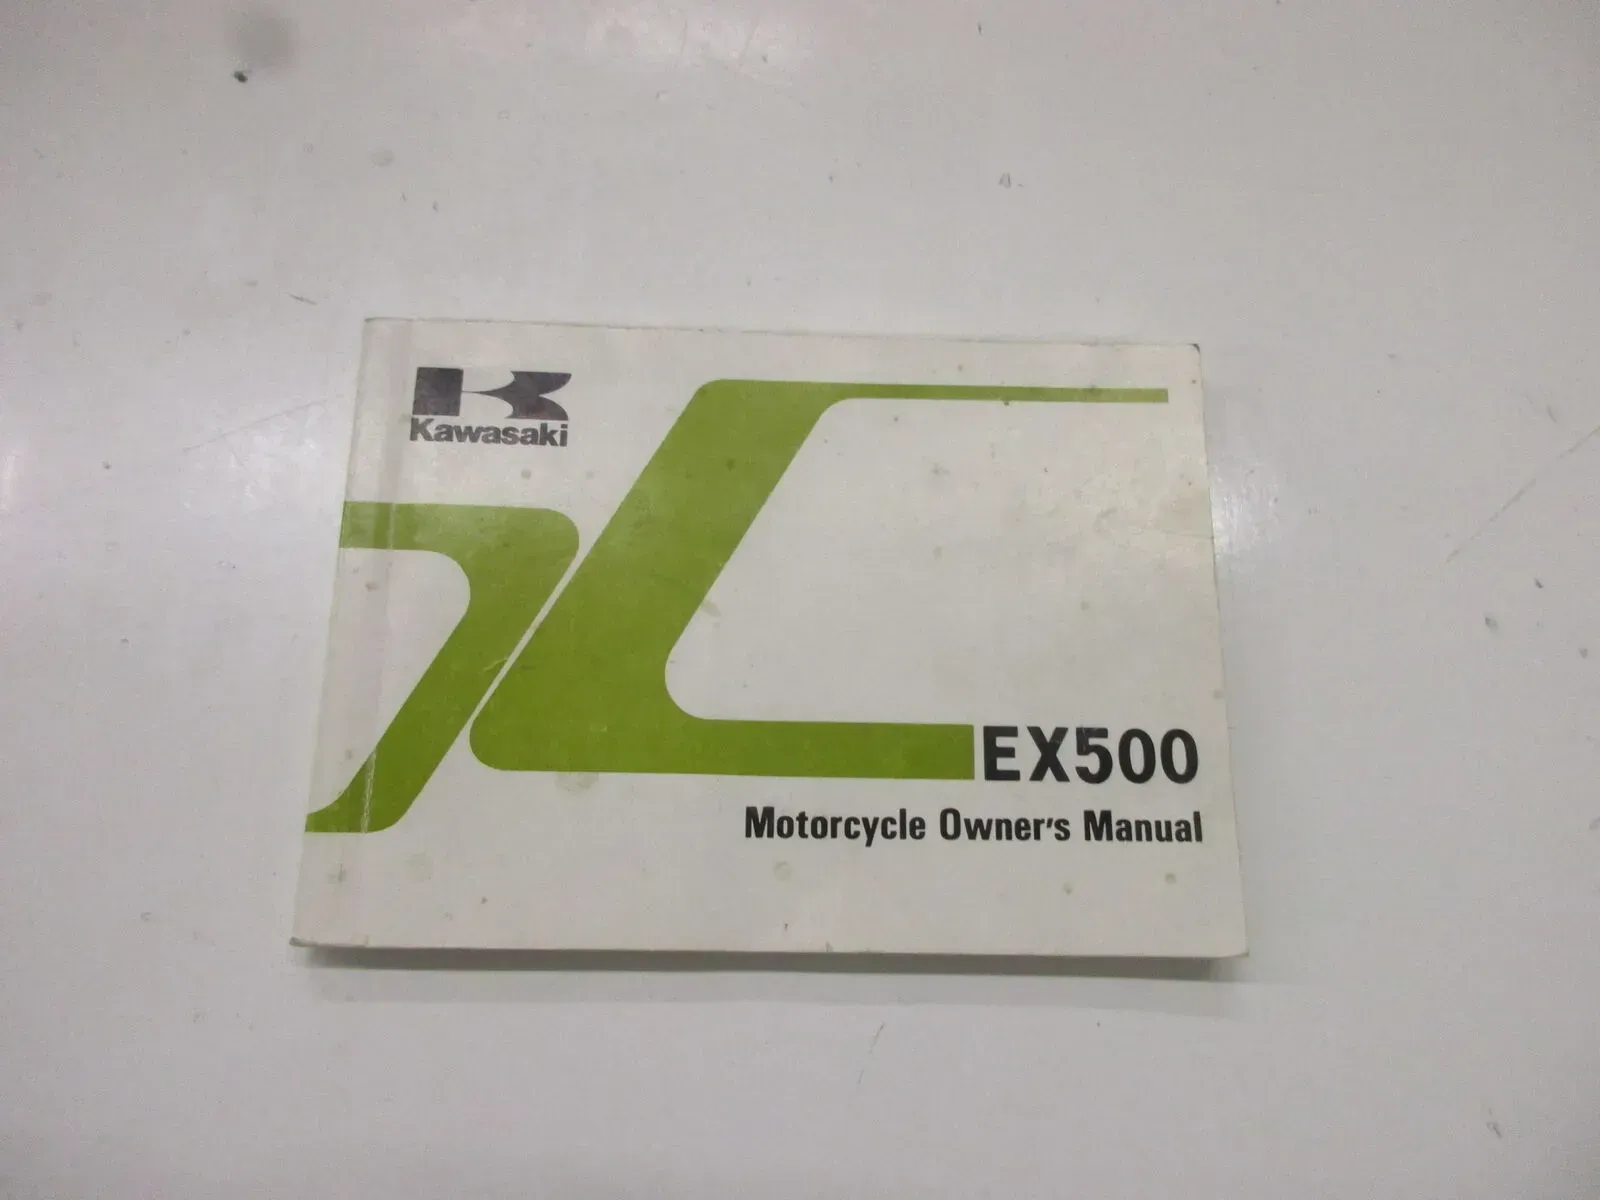 Kawasaki
EX500
Motorcycle Owner's Manual